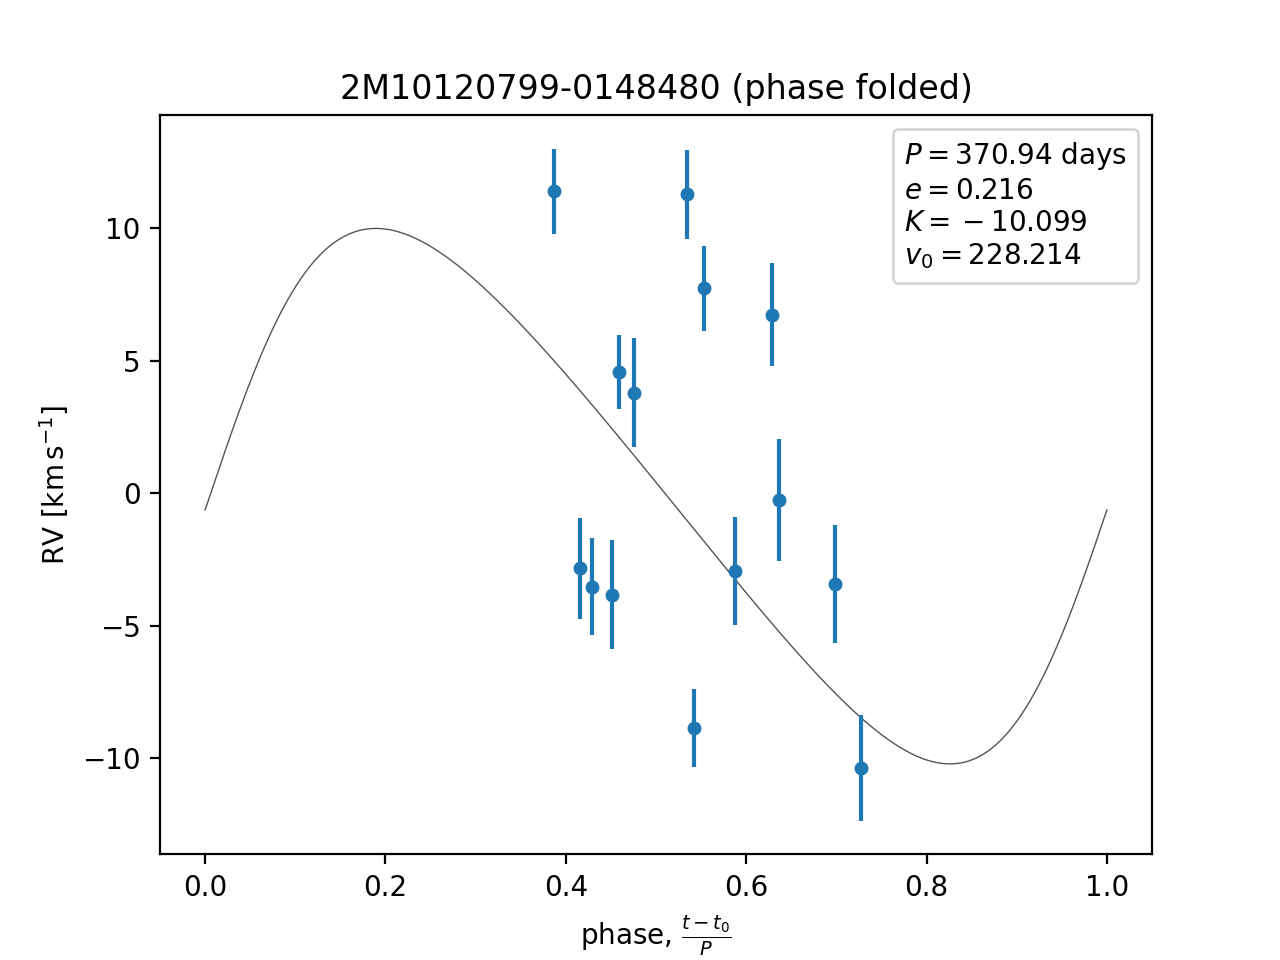 2M10120799-0148480 (phase folded)
P = 370.94 days
e = 0.216
K = −10.099
v₀ = 228.214
10
5
0
−5
−10
RV [km s⁻¹]
0.0 0.2 0.4 0.6 0.8 1.0
phase, (t − t₀)/P